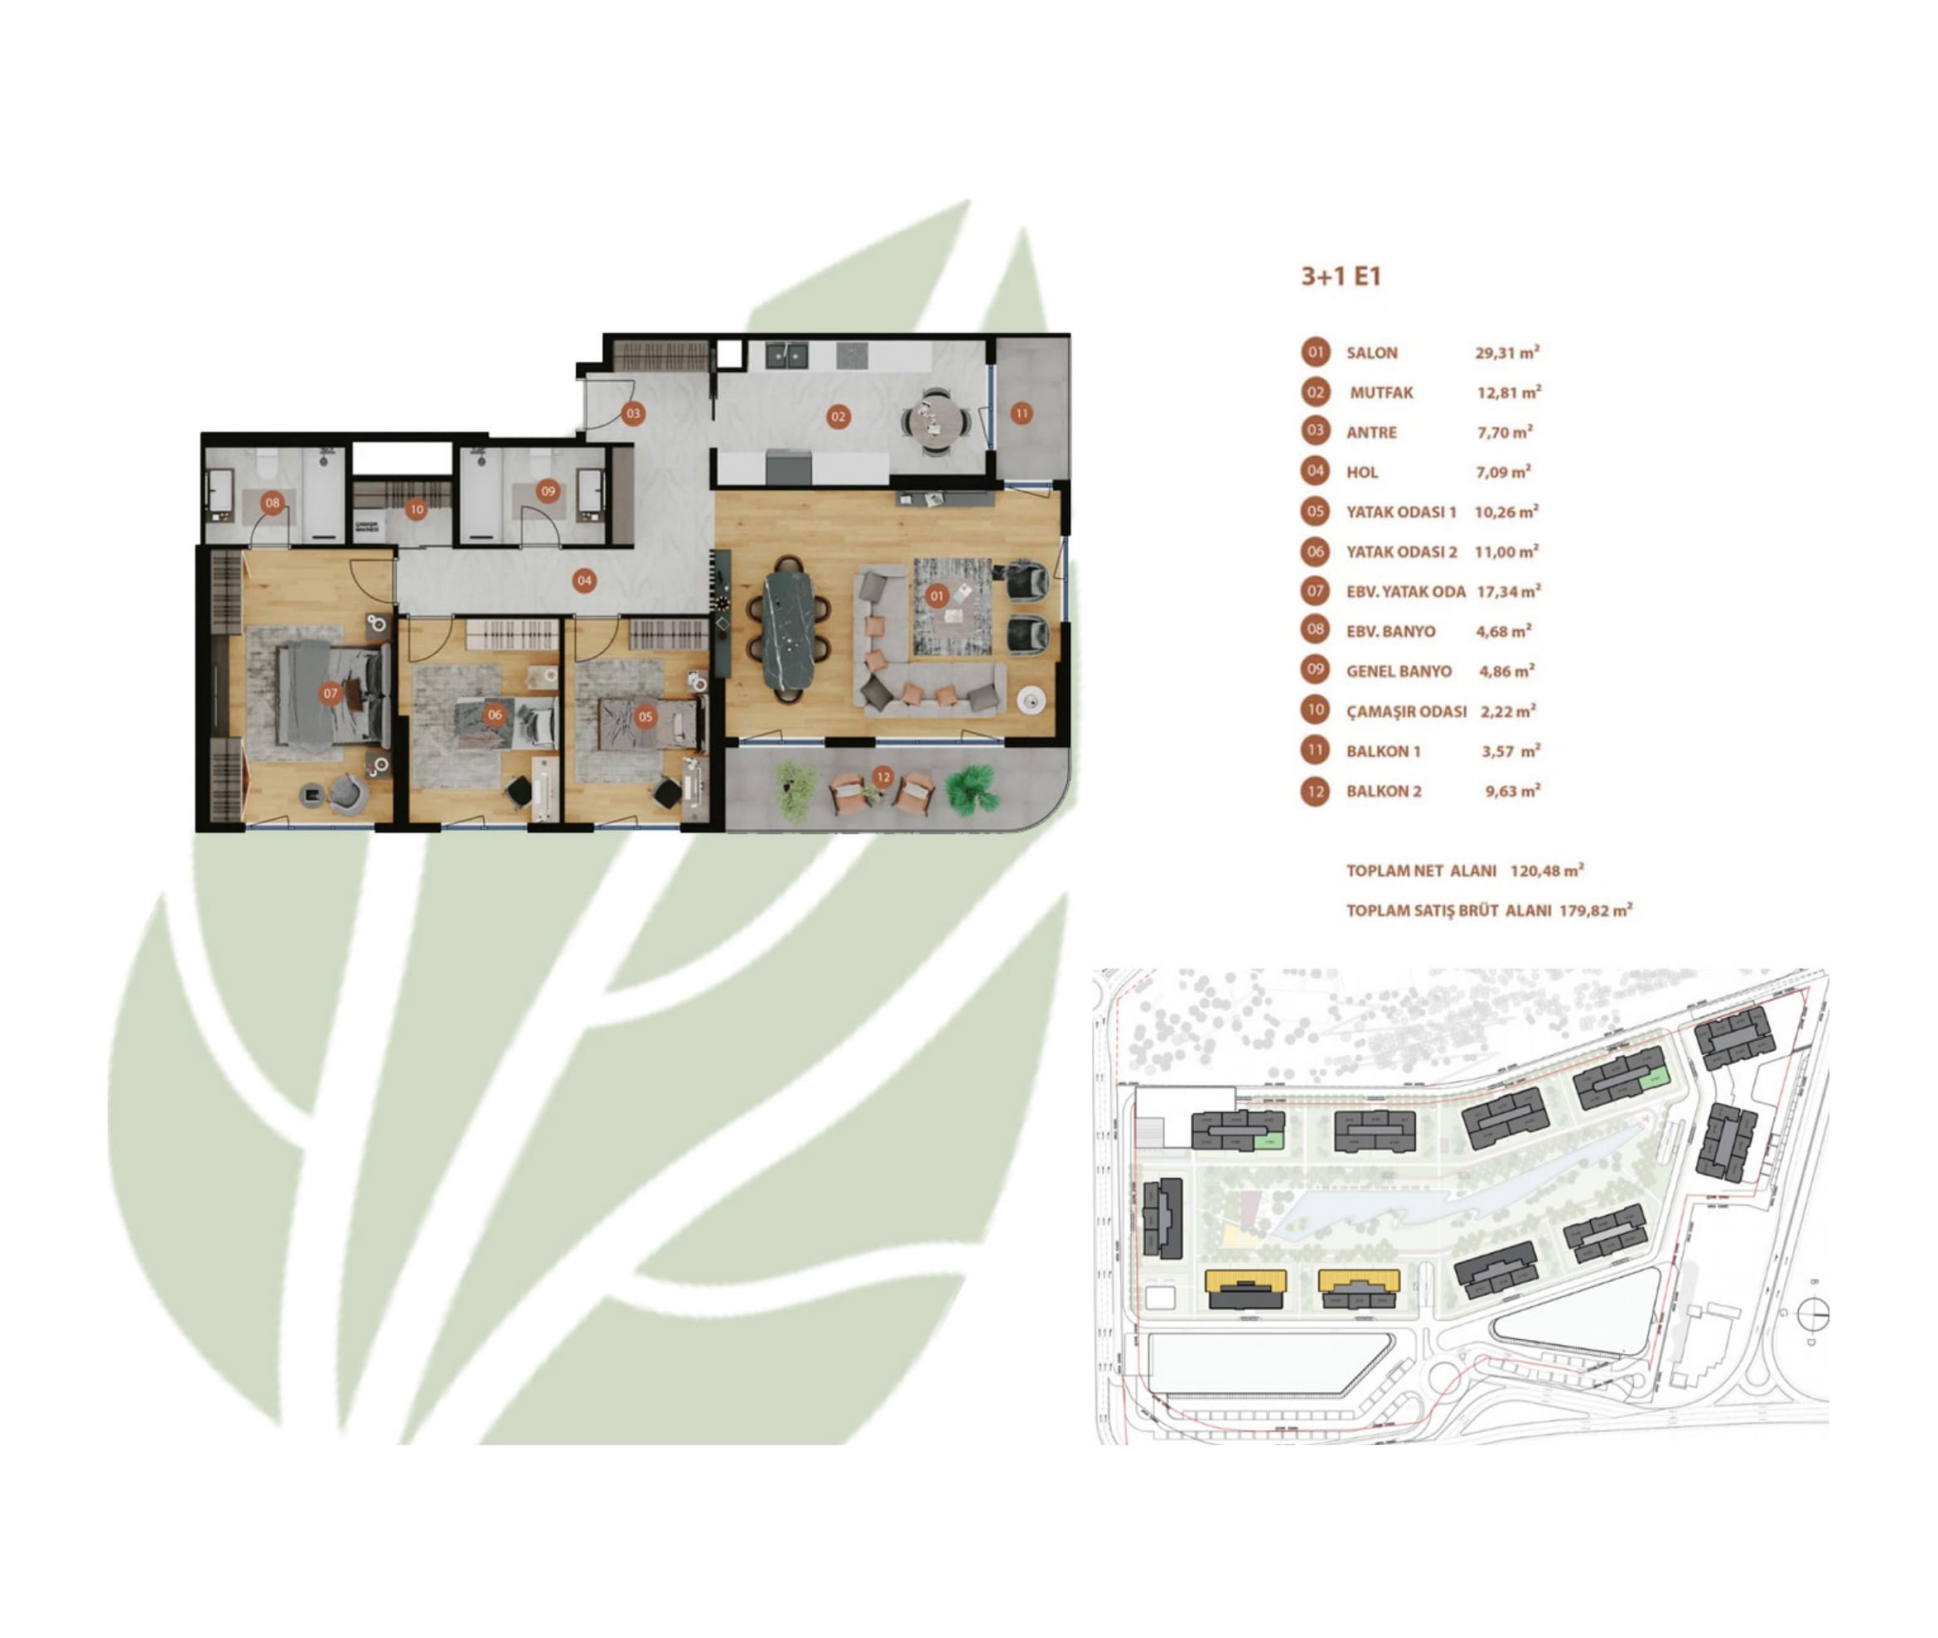 3+1 E1
01 SALON 29,31 m²
02 MUTFAK 12,81 m²
03 ANTRE 7,70 m²
04 HOL 7,09 m²
05 YATAK ODASI 1 10,26 m²
06 YATAK ODASI 2 11,00 m²
07 EBV. YATAK ODA 17,34 m²
08 EBV. BANYO 4,68 m²
09 GENEL BANYO 4,86 m²
10 ÇAMAŞIR ODASI 2,22 m²
11 BALKON 1 3,57 m²
12 BALKON 2 9,63 m²
TOPLAM NET ALANI 120,48 m²
TOPLAM SATIŞ BRÜT ALANI 179,82 m²
03
02
11
08
10
09
ÇAMAŞIR
MAKİNESİ
04
01
07
06
05
12